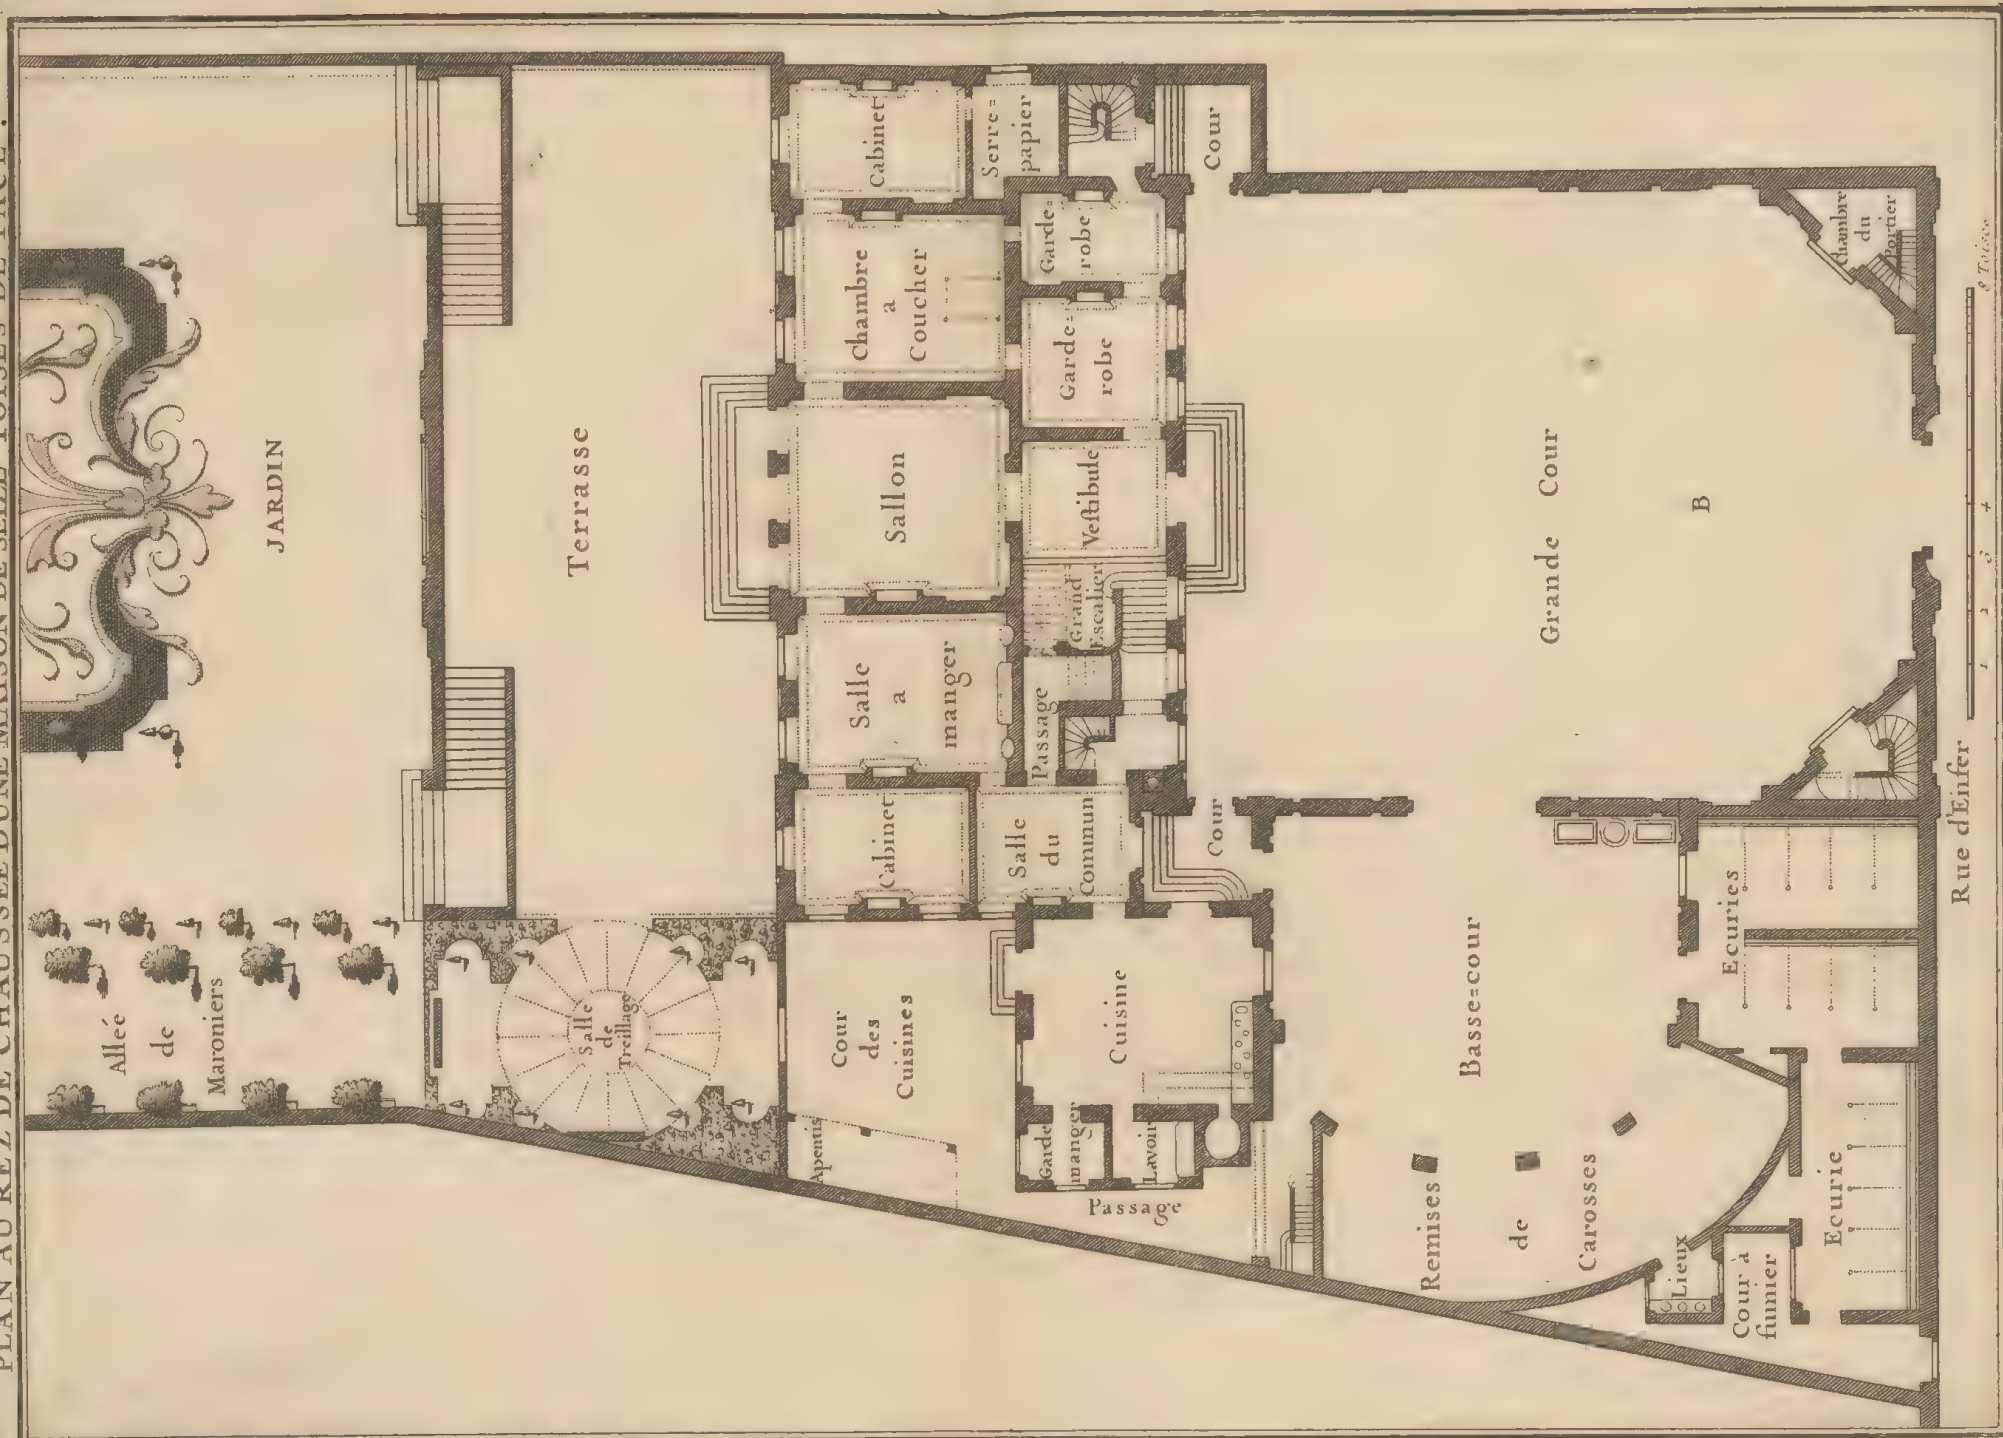 PLAN AU REZ DE CHAUSSÉE D'UNE MAISON DE SEIZE TOISES DE FACE.
JARDIN
Alleé
de
Maroniers
Terrasse
Salle
de
Treillage
Cabinet
Serre=
papier
Cour
Chambre
a
Coucher
Garde=
robe
Garde=
robe
Sallon
Veſtibule
Grand=
Escalier
Salle
a
manger
Passage
Cabinet
Salle
du
Commun
Cour
Cour
des
Cuisines
Apentis
Cuisine
Garde
manger
Lavoir
Passage
Grande Cour
B
Chambre
du
Portier
Basse=cour
Remises
de
Carosses
Ecuries
Ecurie
Lieux
Cour à
fumier
Rue d'Enfer
1 2 3 4 8 Toises